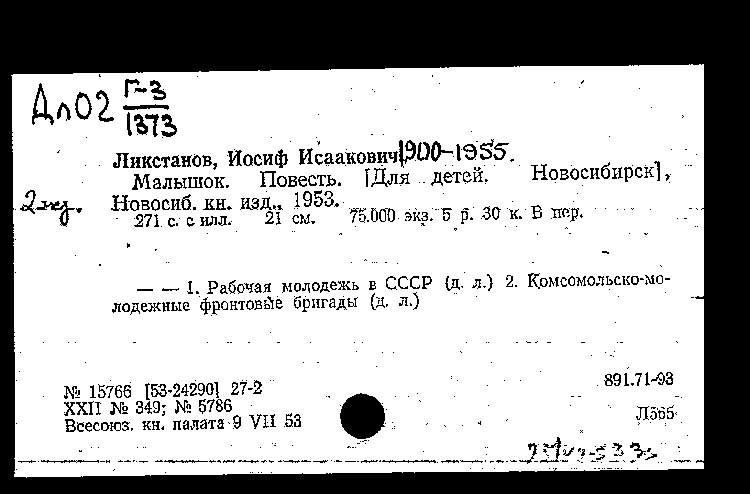 Дл02 Г-3
1373
Ликстанов, Иосиф Исаакович, 1900-1955.
Малышок. Повесть. [Для детей. Новосибирск],
2 экз. Новосиб. кн. изд., 1953.
271 с. с илл. 21 см. 75.000 экз. 5 р. 30 к. В пер.
— — 1. Рабочая молодежь в СССР (д. л.) 2. Комсомольско-мо-
лодежные фронтовые бригады (д. л.)
№ 15766 [53-24290] 27-2
891.71-93
XXII № 349; № 5786
Л565
Всесоюз. кн. палата 9 VII 53